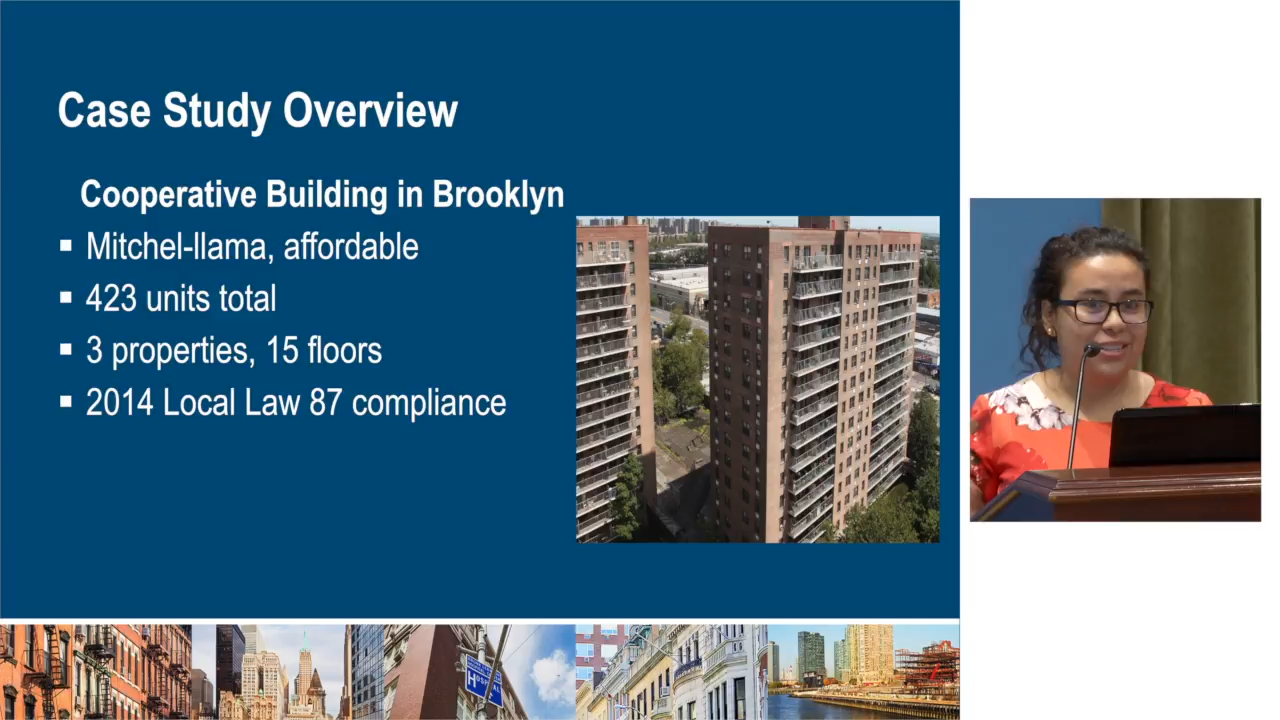 Case Study Overview
Cooperative Building in Brooklyn
▪ Mitchel-llama, affordable
▪ 423 units total
▪ 3 properties, 15 floors
▪ 2014 Local Law 87 compliance
HOSPITAL